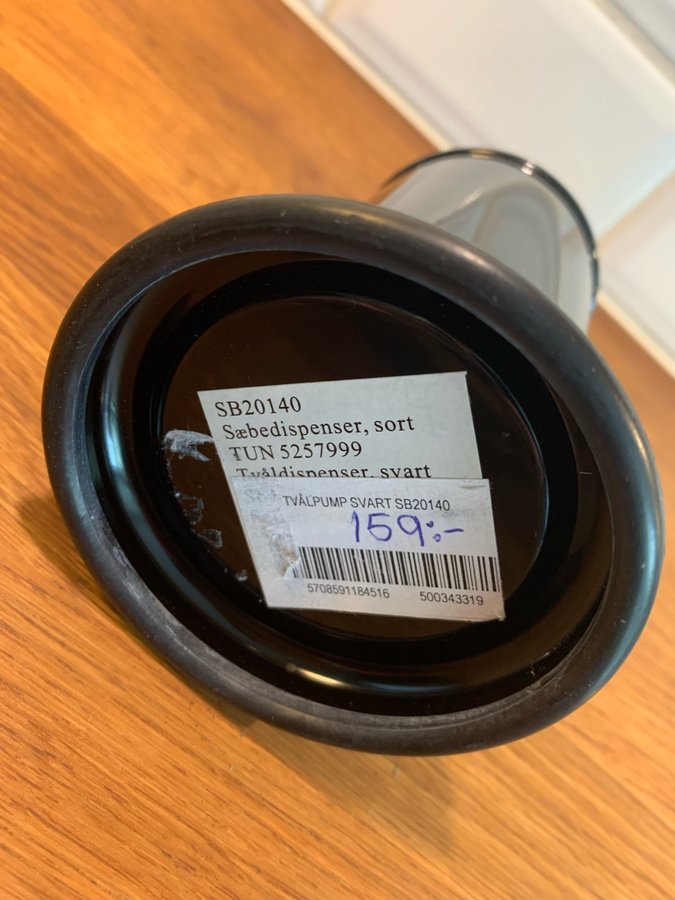 SB20140
Sæbedispenser, sort
TUN 5257999
Tvåldispenser, svart
TVÅLPUMP SVART SB20140
159:-
5708591184516 500343319